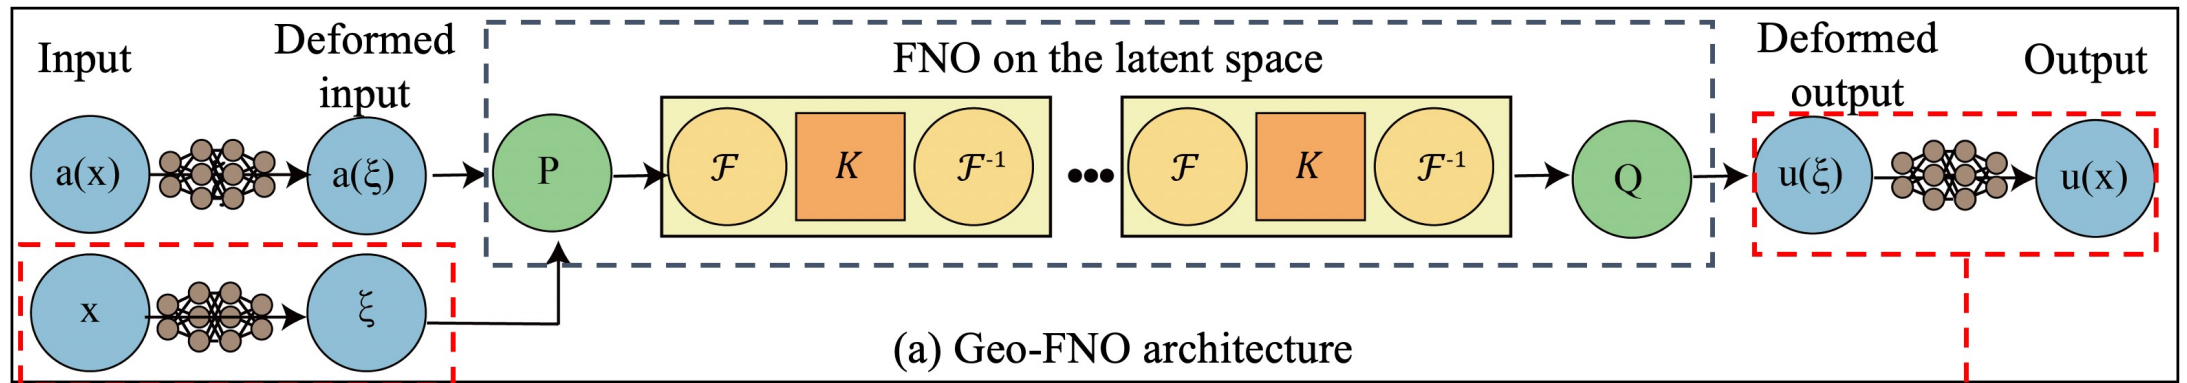 Input
Deformed
input
FNO on the latent space
Deformed
output
Output
a(x)
a(ξ)
P
ℱ
K
ℱ-1
•••
ℱ
K
ℱ-1
Q
u(ξ)
u(x)
x
ξ
(a) Geo-FNO architecture